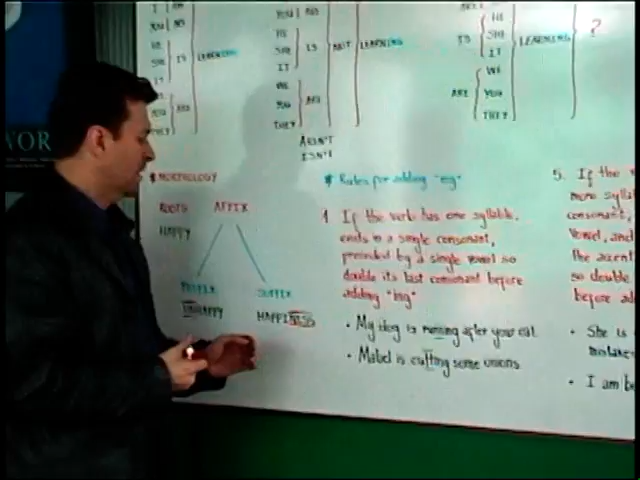 I AM
YOU ARE
HE
SHE IS LEARNING
IT
YOU ARE
THEY
YOU ARE
HE
SHE IS NOT LEARNING
IT
WE
YOU ARE
THEY
AREN'T
ISN'T
HE ?
IS SHE LEARNING
IT
WE
ARE YOU
THEY
WOR
# MORPHOLOGY
ROOTS AFFIX
HAPPY
PREFIX SUFFIX
UNHAPPY HAPPINESS
# Rules for adding "ing"
1. If the verb has one syllable,
ends in a single consonant,
preceded by a single vowel so
double its last consonant before
adding "ing"
• My dog is running after your cat.
• Mabel is cutting some onions.
5. If the v
more sylla
consonant,
vowel, and
the accent
so double
before ad
• She is
mistake
• I am be